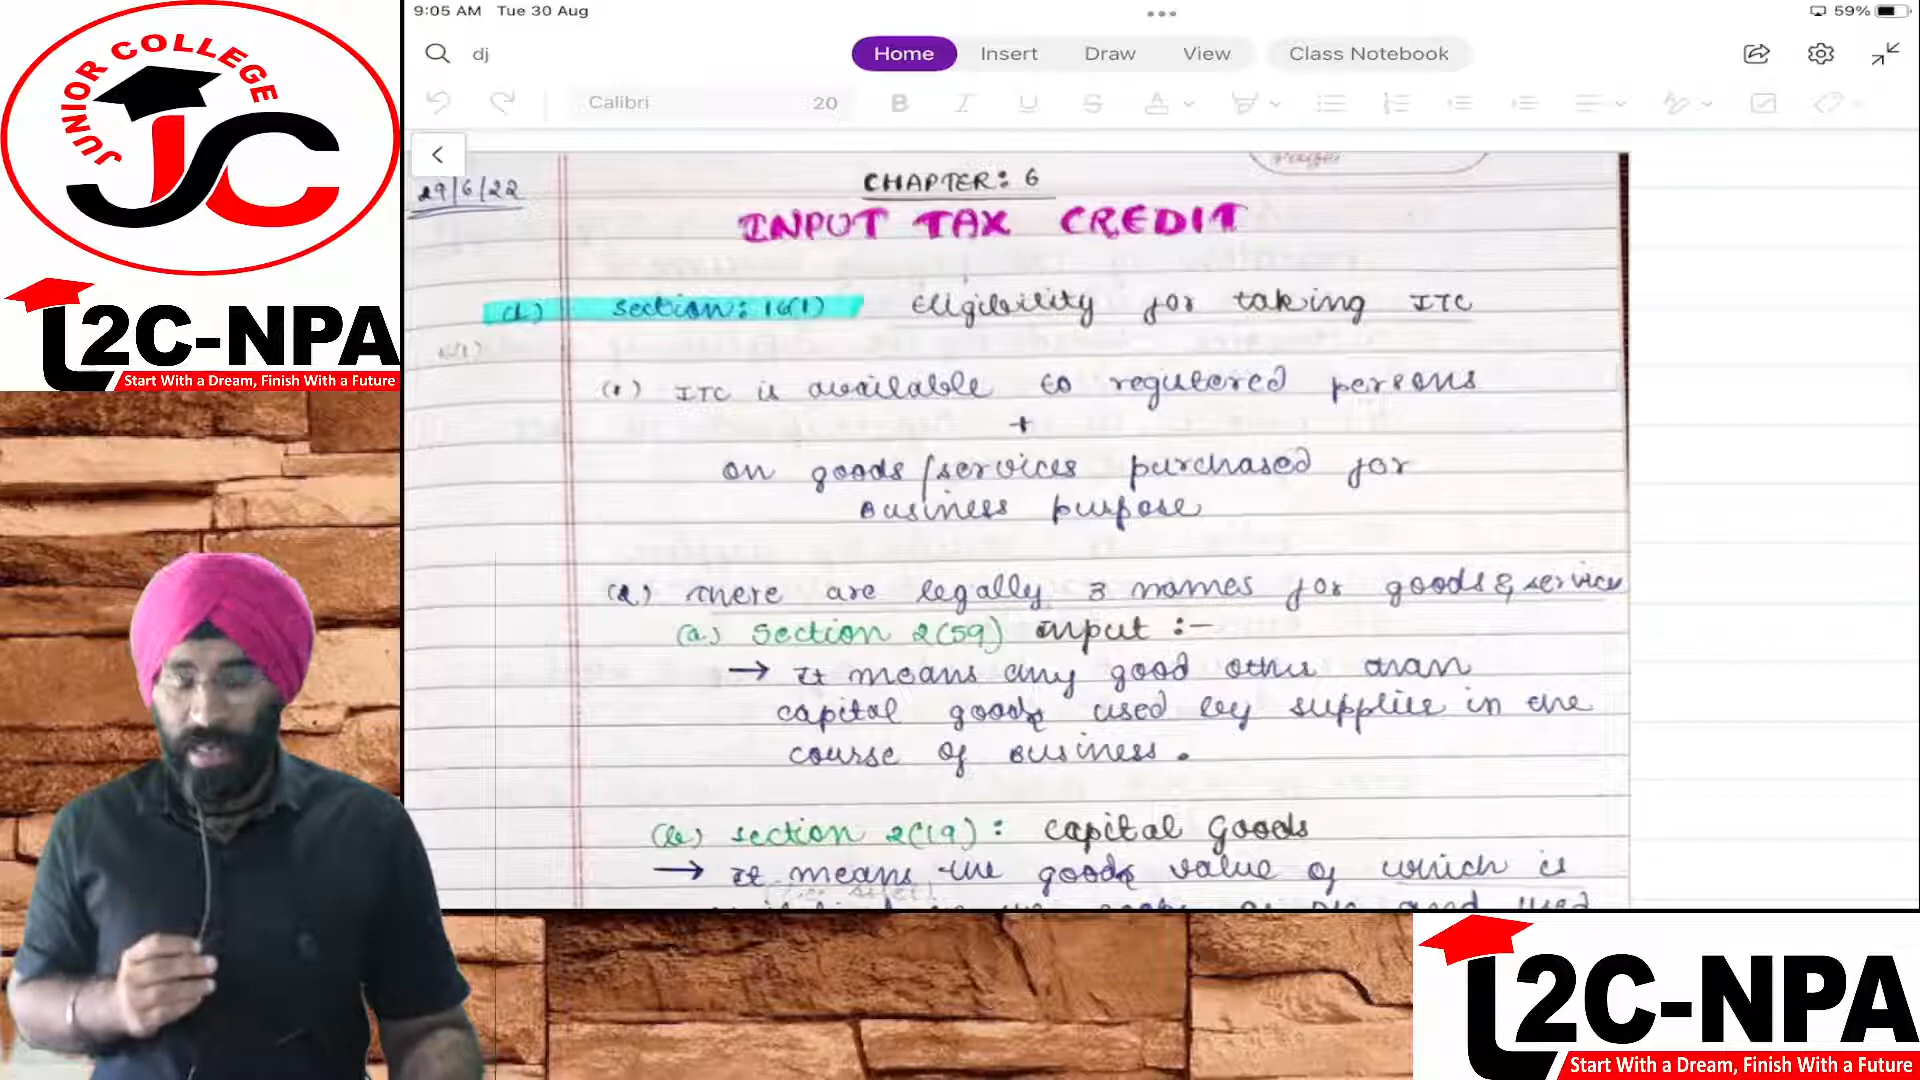 JUNIOR COLLEGE
JC
L2C-NPA
Start With a Dream, Finish With a Future
9:05 AM Tue 30 Aug
59%
dj
Home Insert Draw View Class Notebook
Calibri 20
29/6/22
CHAPTER: 6
INPUT TAX CREDIT
(1) Section: 16(1) Eligibility for taking ITC
(1) ITC is available to registered persons
+
on goods/services purchased for
Business purpose
(2) There are legally 3 names for goods & service
(a) Section 2(59) input :-
→ It means any good other than
capital goods used by supplier in the
course of Business.
(b) section 2(19): Capital Goods
→ It means the goods value of which is
and used
L2C-NPA
Start With a Dream, Finish With a Future